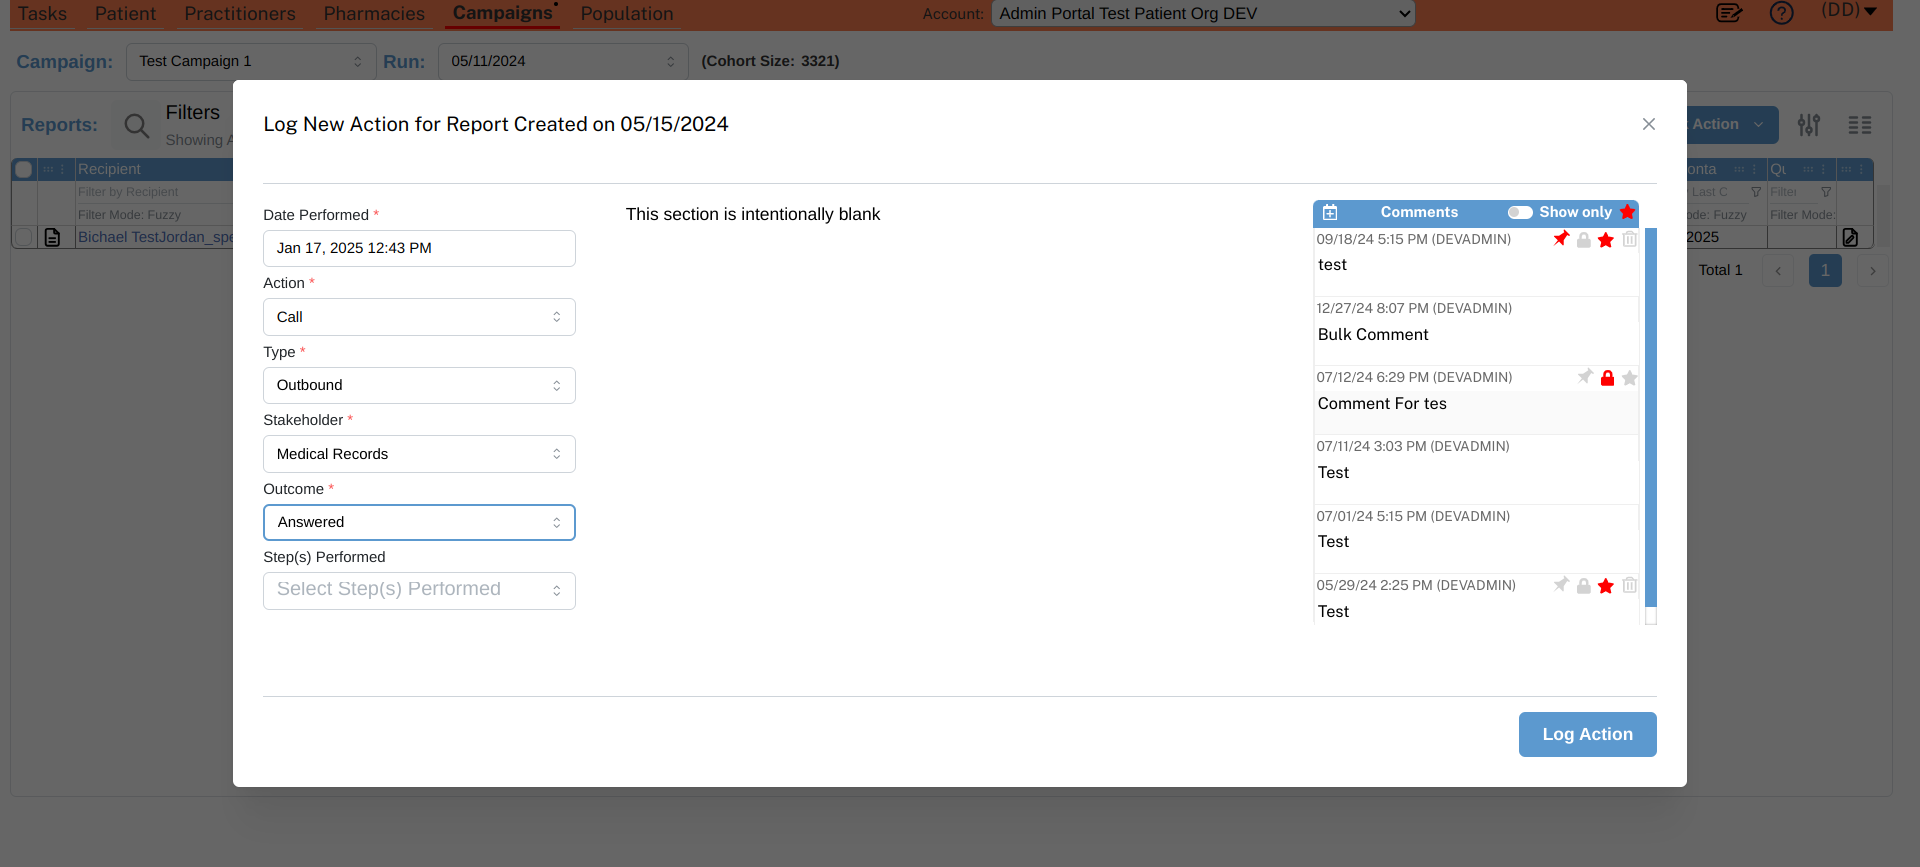 Tasks Patient Practitioners Pharmacies Campaigns Population Account: Admin Portal Test Patient Org DEV (DD)
Campaign: Test Campaign 1 Run: 05/11/2024 (Cohort Size: 3321)
Reports: Filters
Showing
Action
Recipient
Filter by Recipient
Filter Mode: Fuzzy
Filter Mode:
Bichael TestJordan_spe
2025
Total 1 1
Log New Action for Report Created on 05/15/2024
Date Performed *
Jan 17, 2025 12:43 PM
Action *
Call
Type *
Outbound
Stakeholder *
Medical Records
Outcome *
Answered
Step(s) Performed
Select Step(s) Performed
This section is intentionally blank
Comments Show only
09/18/24 5:15 PM (DEVADMIN)
test
12/27/24 8:07 PM (DEVADMIN)
Bulk Comment
07/12/24 6:29 PM (DEVADMIN)
Comment For tes
07/11/24 3:03 PM (DEVADMIN)
Test
07/01/24 5:15 PM (DEVADMIN)
Test
05/29/24 2:25 PM (DEVADMIN)
Test
Log Action